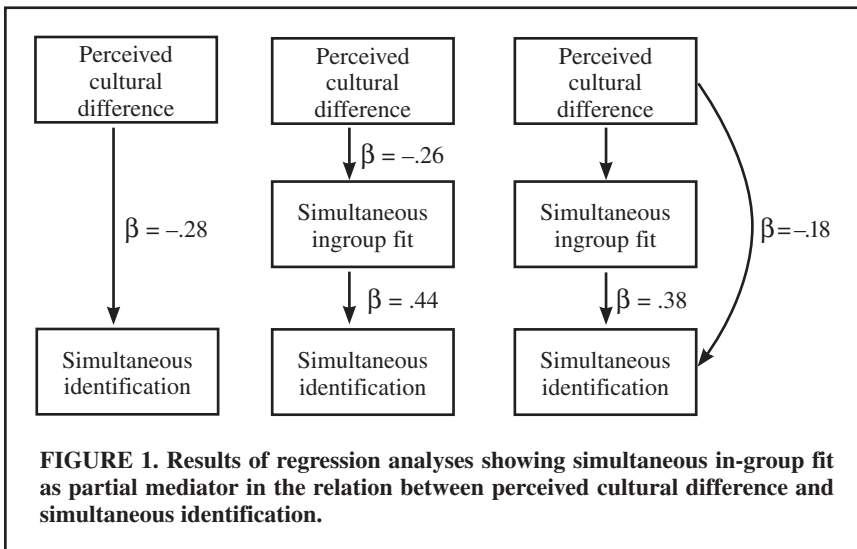 Perceived
cultural
difference
β = –.28
Simultaneous
identification
Perceived
cultural
difference
β = –.26
Simultaneous
ingroup fit
β = .44
Simultaneous
identification
Perceived
cultural
difference
Simultaneous
ingroup fit
β = .38
Simultaneous
identification
β = –.18
FIGURE 1. Results of regression analyses showing simultaneous in-group fit
as partial mediator in the relation between perceived cultural difference and
simultaneous identification.